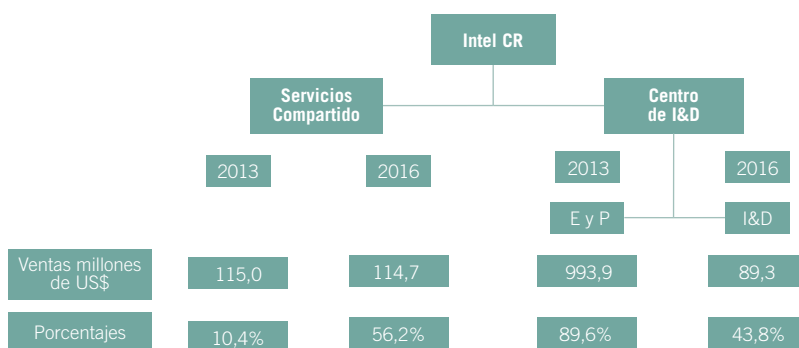 Intel CR
Servicios
Compartido
Centro
de I&D
2013
2016
2013
2016
E y P
I&D
Ventas millones
de US$
115,0
114,7
993,9
89,3
Porcentajes
10,4%
56,2%
89,6%
43,8%